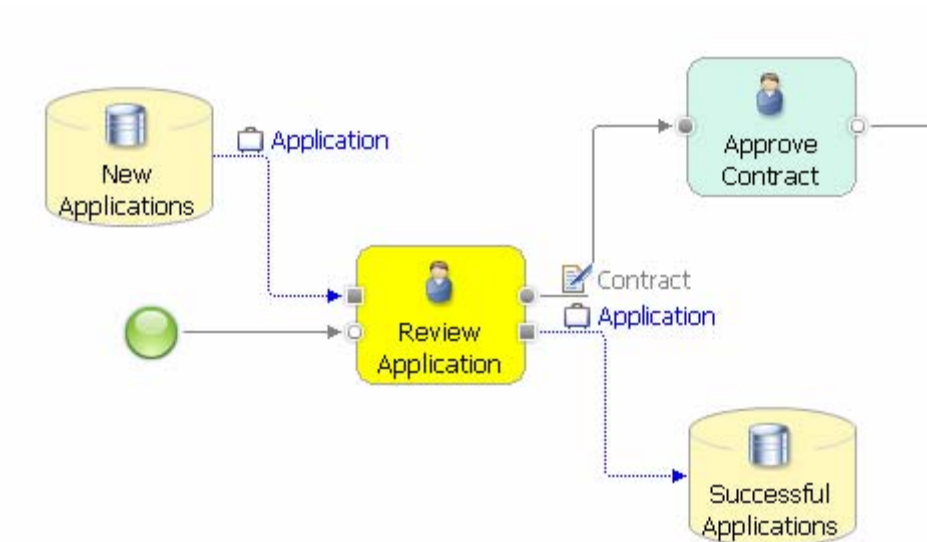 Application
New
Applications
Approve
Contract
Contract
Application
Review
Application
Successful
Applications